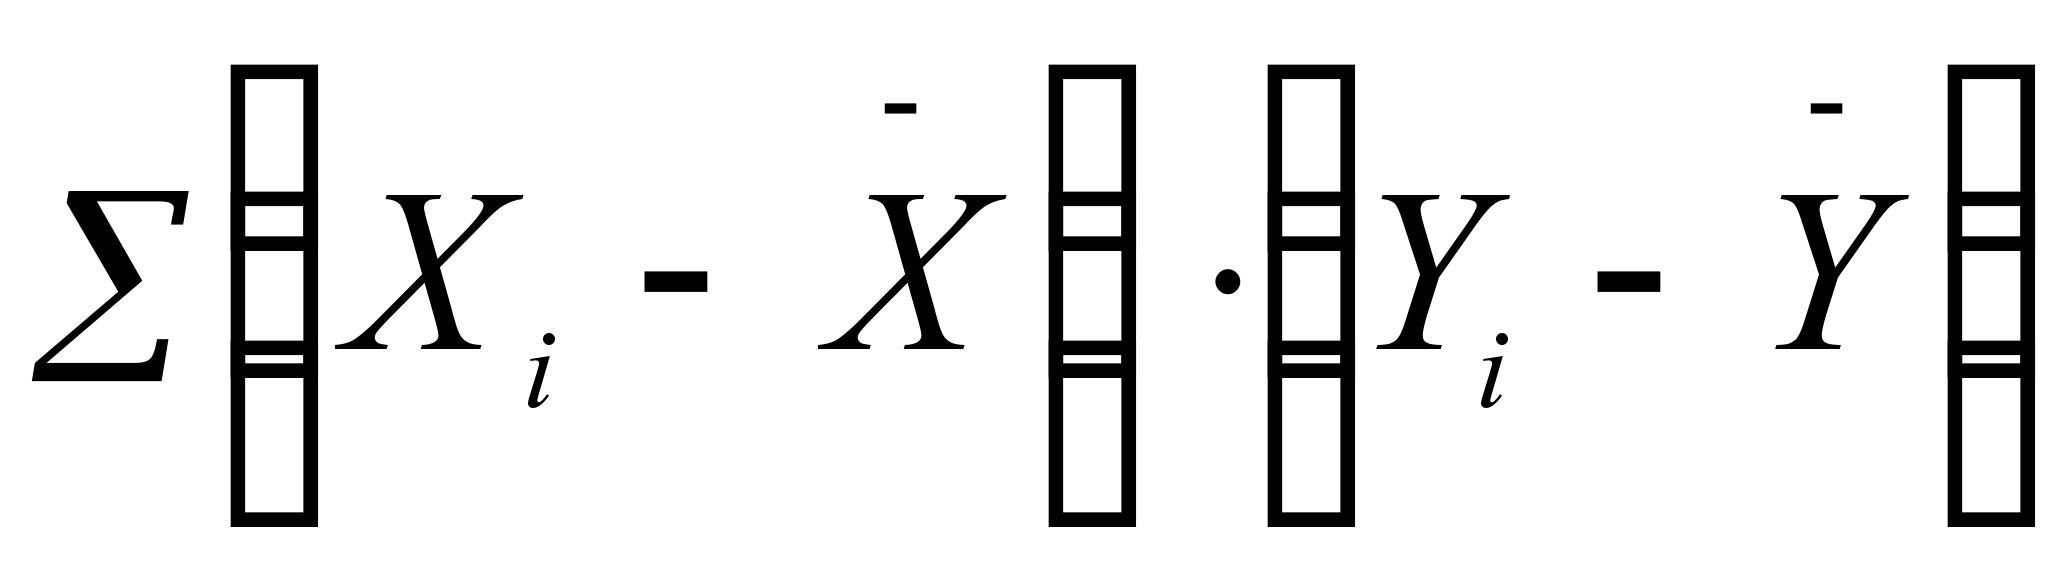 Σ(X_i - X̄)·(Y_i - Ȳ)